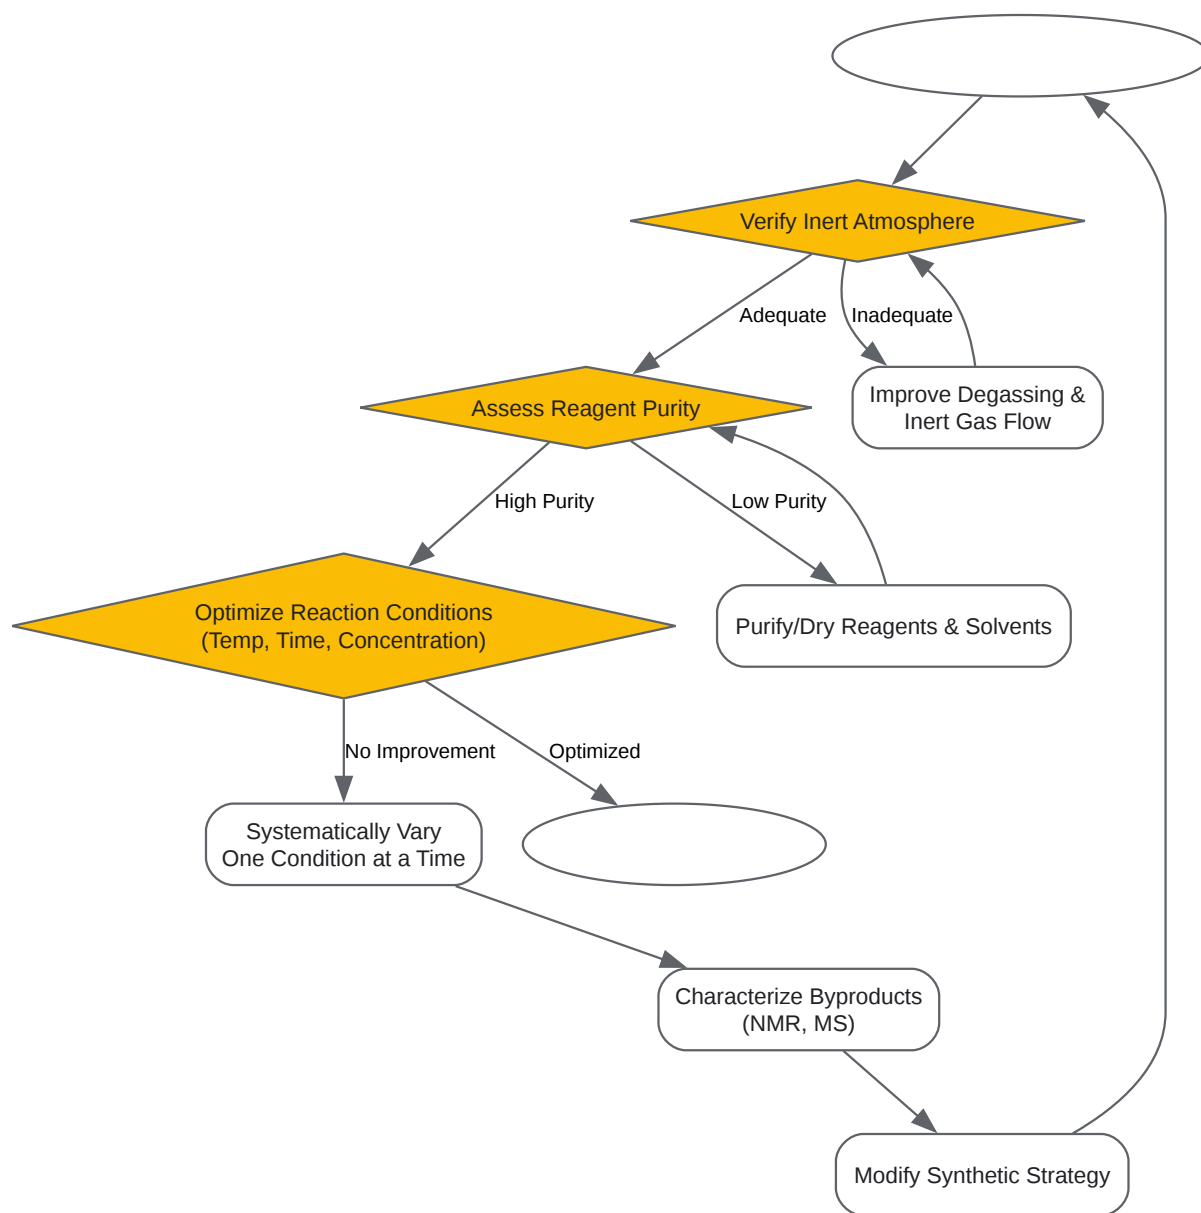 Verify Inert Atmosphere
Adequate
Inadequate
Improve Degassing &
Inert Gas Flow
Assess Reagent Purity
High Purity
Low Purity
Optimize Reaction Conditions
(Temp, Time, Concentration)
Purify/Dry Reagents & Solvents
No Improvement
Optimized
Systematically Vary
One Condition at a Time
Characterize Byproducts
(NMR, MS)
Modify Synthetic Strategy